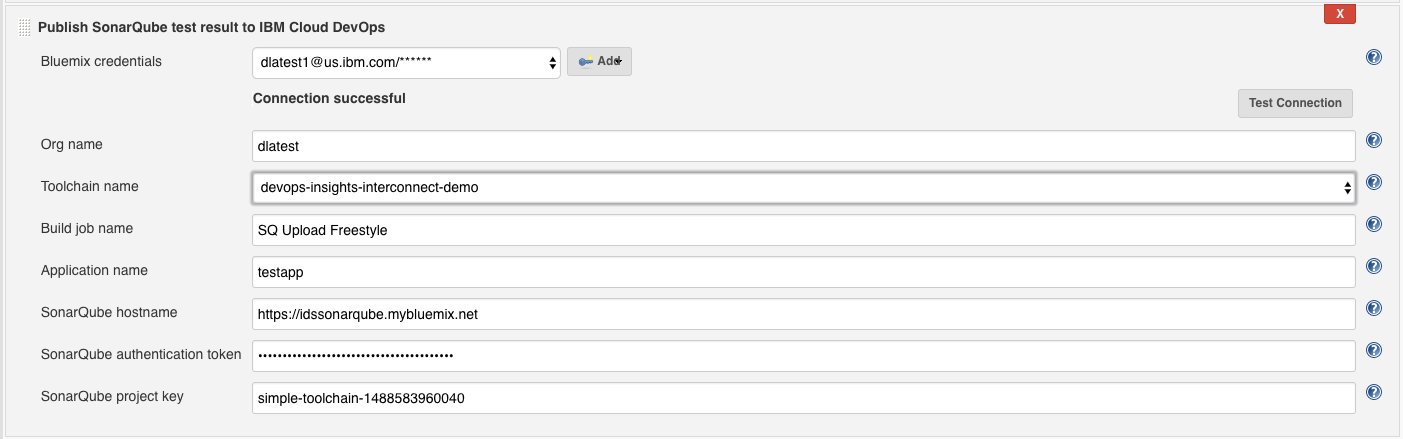 X
Publish SonarQube test result to IBM Cloud DevOps
Bluemix credentials
dlatest1@us.ibm.com/******
Add
?
Connection successful
Test Connection
Org name
dlatest
?
Toolchain name
devops-insights-interconnect-demo
?
Build job name
SQ Upload Freestyle
?
Application name
testapp
?
SonarQube hostname
https://idssonarqube.mybluemix.net
?
SonarQube authentication token
••••••••••••••••••••••••••••••••••••••••
?
SonarQube project key
simple-toolchain-1488583960040
?